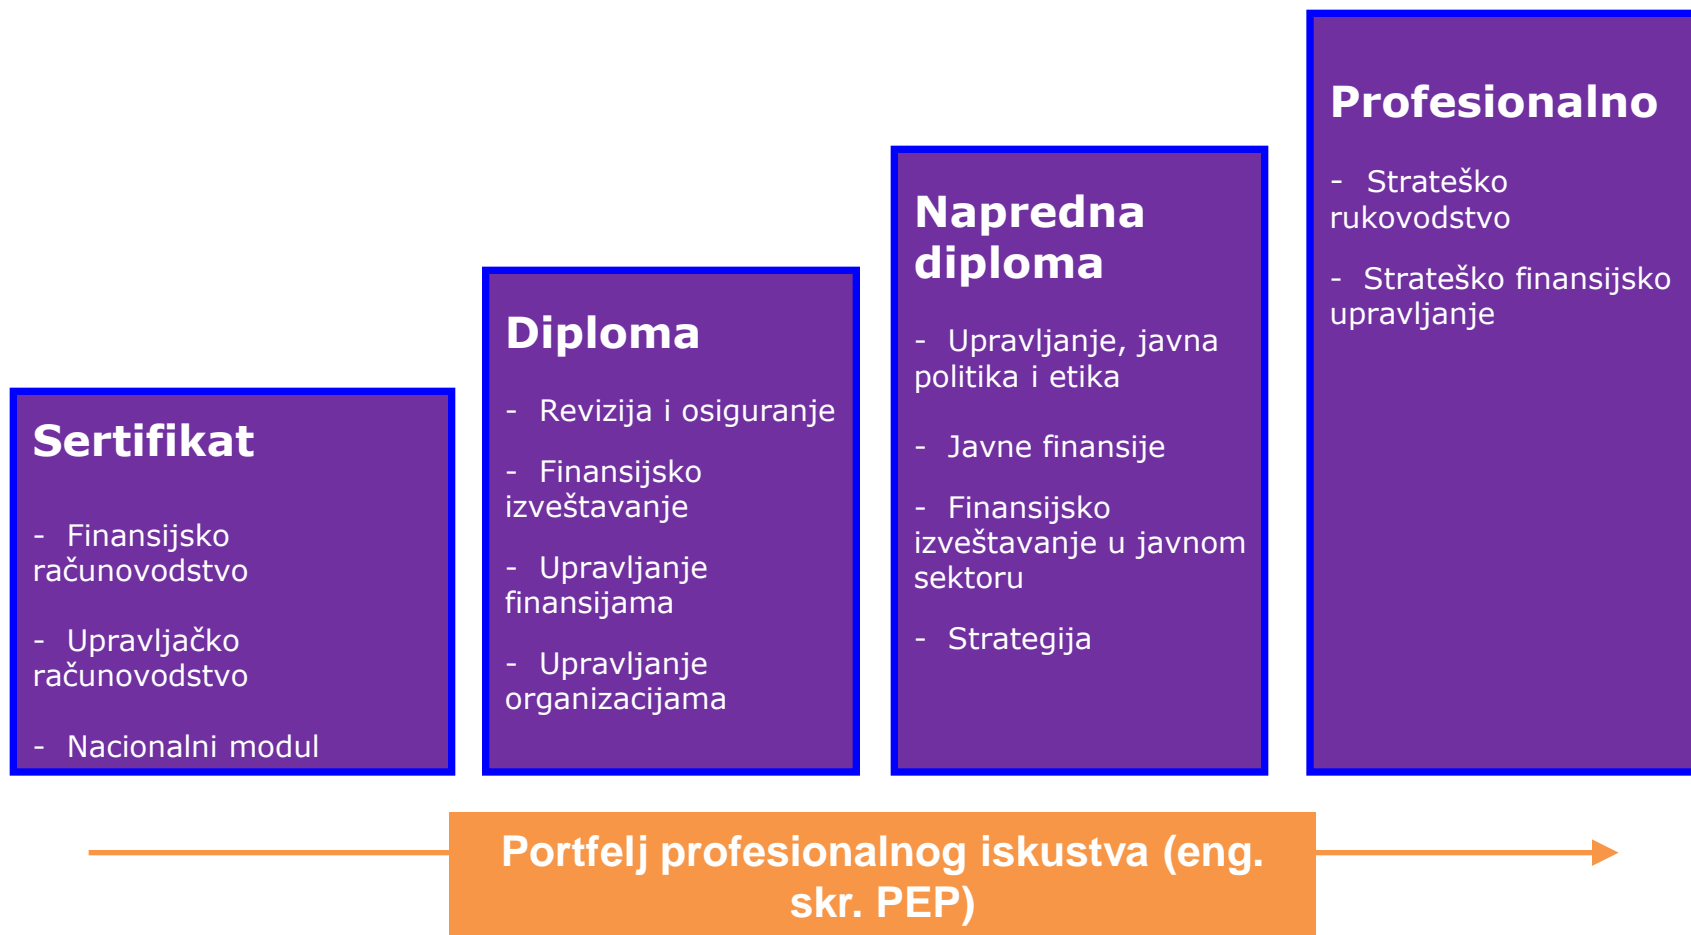 Sertifikat
- Finansijsko
računovodstvo
- Upravljačko
računovodstvo
- Nacionalni modul
Diploma
- Revizija i osiguranje
- Finansijsko
izveštavanje
- Upravljanje
finansijama
- Upravljanje
organizacijama
Napredna
diploma
- Upravljanje, javna
politika i etika
- Javne finansije
- Finansijsko
izveštavanje u javnom
sektoru
- Strategija
Profesionalno
- Strateško
rukovodstvo
- Strateško finansijsko
upravljanje
Portfelj profesionalnog iskustva (eng.
skr. PEP)